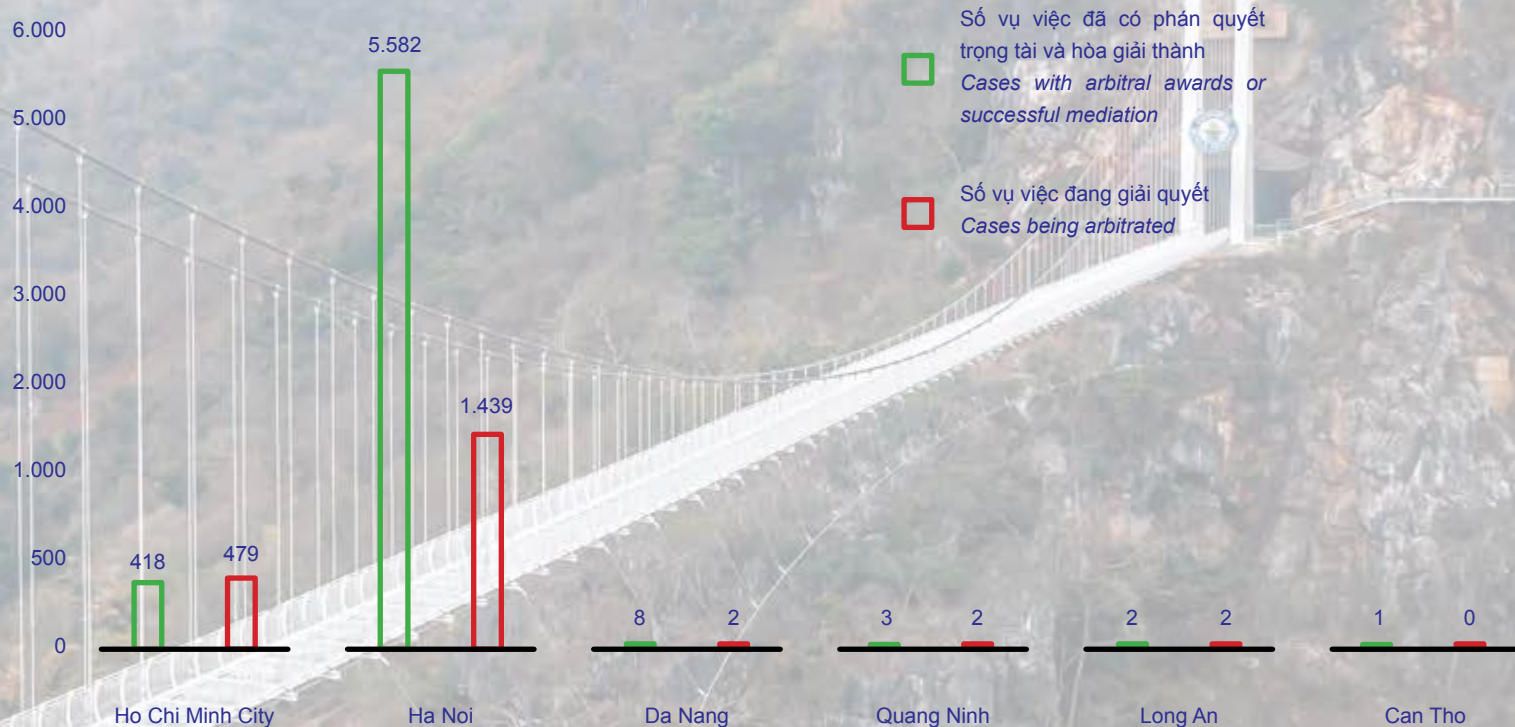 6.000
5.000
4.000
3.000
2.000
1.000
500
0
Số vụ việc đã có phán quyết
trọng tài và hòa giải thành
Cases with arbitral awards or
successful mediation
Số vụ việc đang giải quyết
Cases being arbitrated
418
479
5.582
1.439
8
2
3
2
2
2
1
0
Ho Chi Minh City
Ha Noi
Da Nang
Quang Ninh
Long An
Can Tho